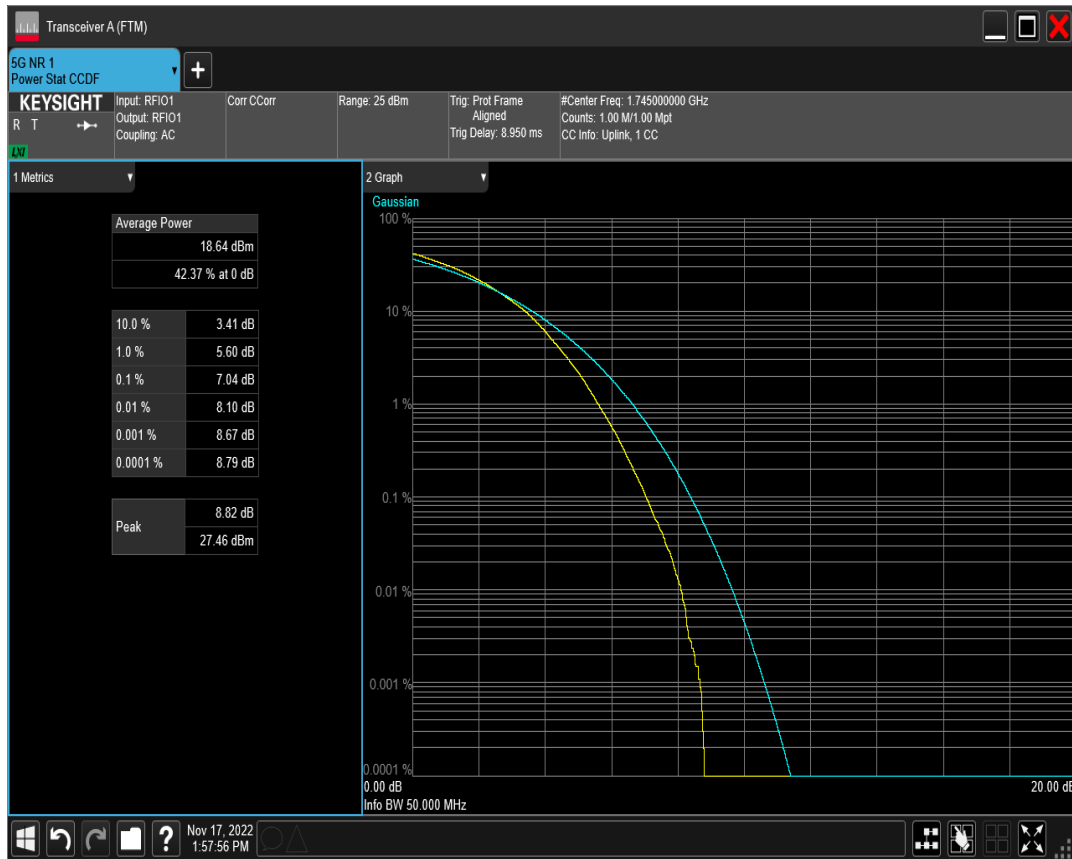 Transceiver A (FTM)
5G NR 1
Power Stat CCDF
+
KEYSIGHT
R T
LXI
Input: RFIO1
Output: RFIO1
Coupling: AC
Corr CCorr
Range: 25 dBm
Trig: Prot Frame
Aligned
Trig Delay: 8.950 ms
#Center Freq: 1.745000000 GHz
Counts: 1.00 M/1.00 Mpt
CC Info: Uplink, 1 CC
1 Metrics
Average Power
18.64 dBm
42.37 % at 0 dB
10.0 % 3.41 dB
1.0 % 5.60 dB
0.1 % 7.04 dB
0.01 % 8.10 dB
0.001 % 8.67 dB
0.0001 % 8.79 dB
Peak 8.82 dB
27.46 dBm
2 Graph
Gaussian
100 %
10 %
1 %
0.1 %
0.01 %
0.001 %
0.0001 %
0.00 dB 20.00 dB
Info BW 50.000 MHz
? Nov 17, 2022
1:57:56 PM